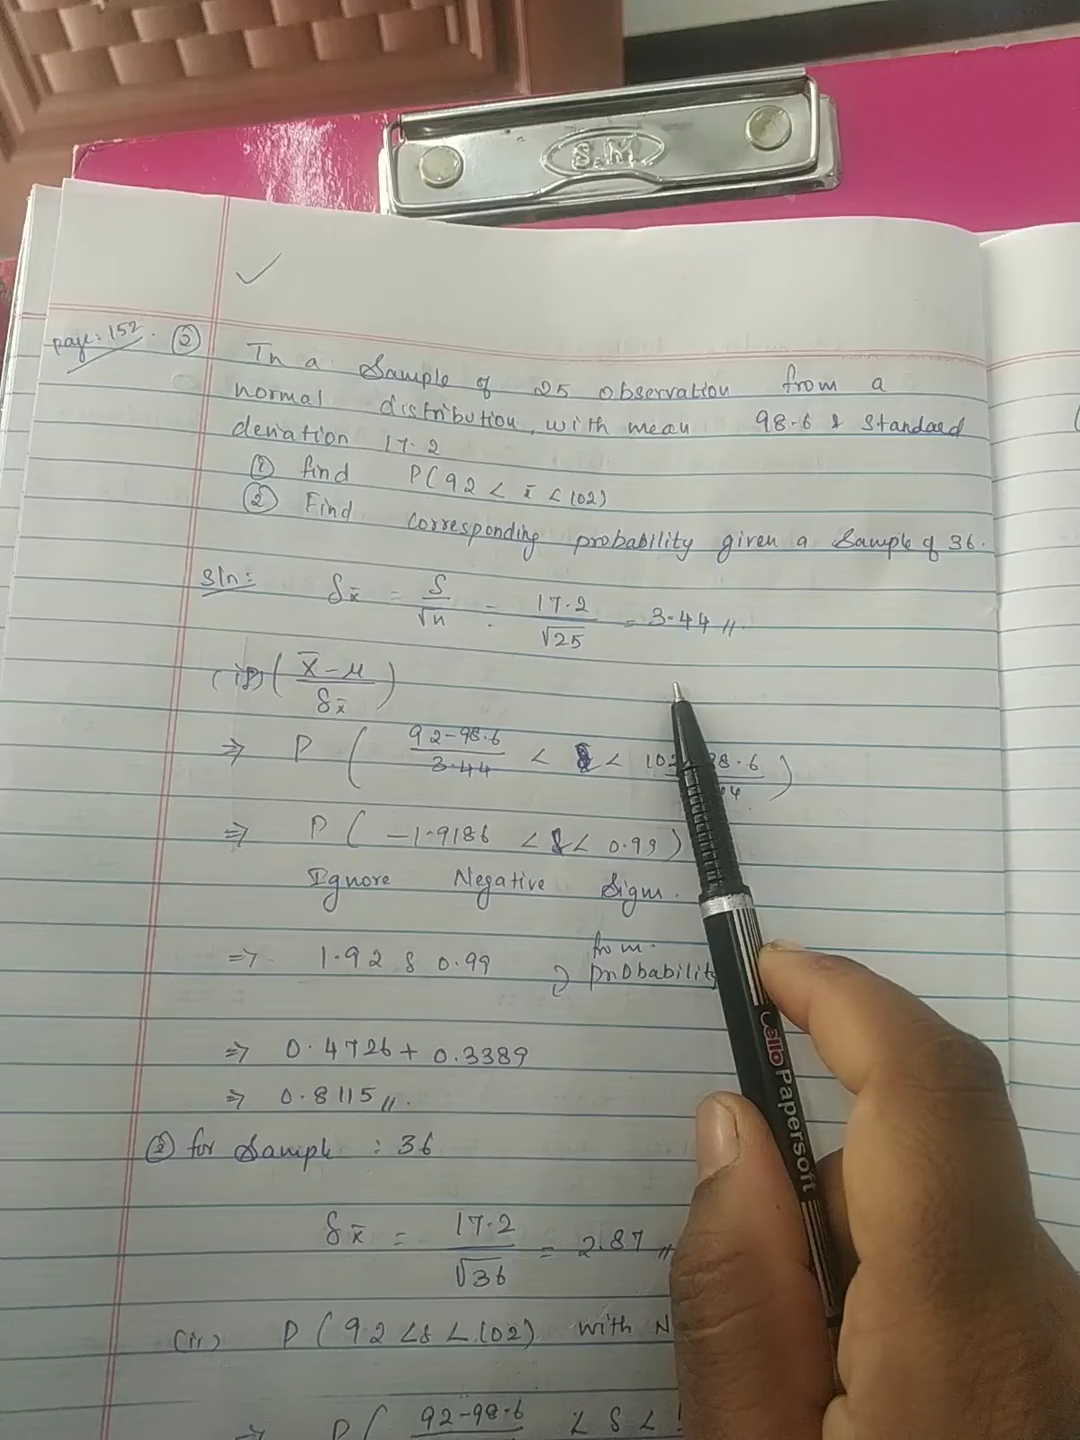 S.M
page: 152. ② In a Sample of 25 observation from a
normal distribution, with mean 98.6 & Standard
deviation 17.2
① find P(92 < x̄ < 102)
② Find corresponding probability given a Sample of 36.
Sln: Sx̄ = S/√n = 17.2/√25 = 3.44 //.
(x̄-μ/Sx̄)
⇒ P (92-98.6/3.44 < <
⇒ P (-1.9186 < < 0.99)
Ignore Negative Sign.
⇒ 1.92 & 0.99 from.
probability
⇒ 0.4726 + 0.3389
⇒ 0.8115 //.
② for Sample : 36
Sx̄ = 17.2/√36 = 2.87 //
(ii) P (92 < S < 102) with N
⇒ P( 92-98.6 < S <
Cello Papersoft